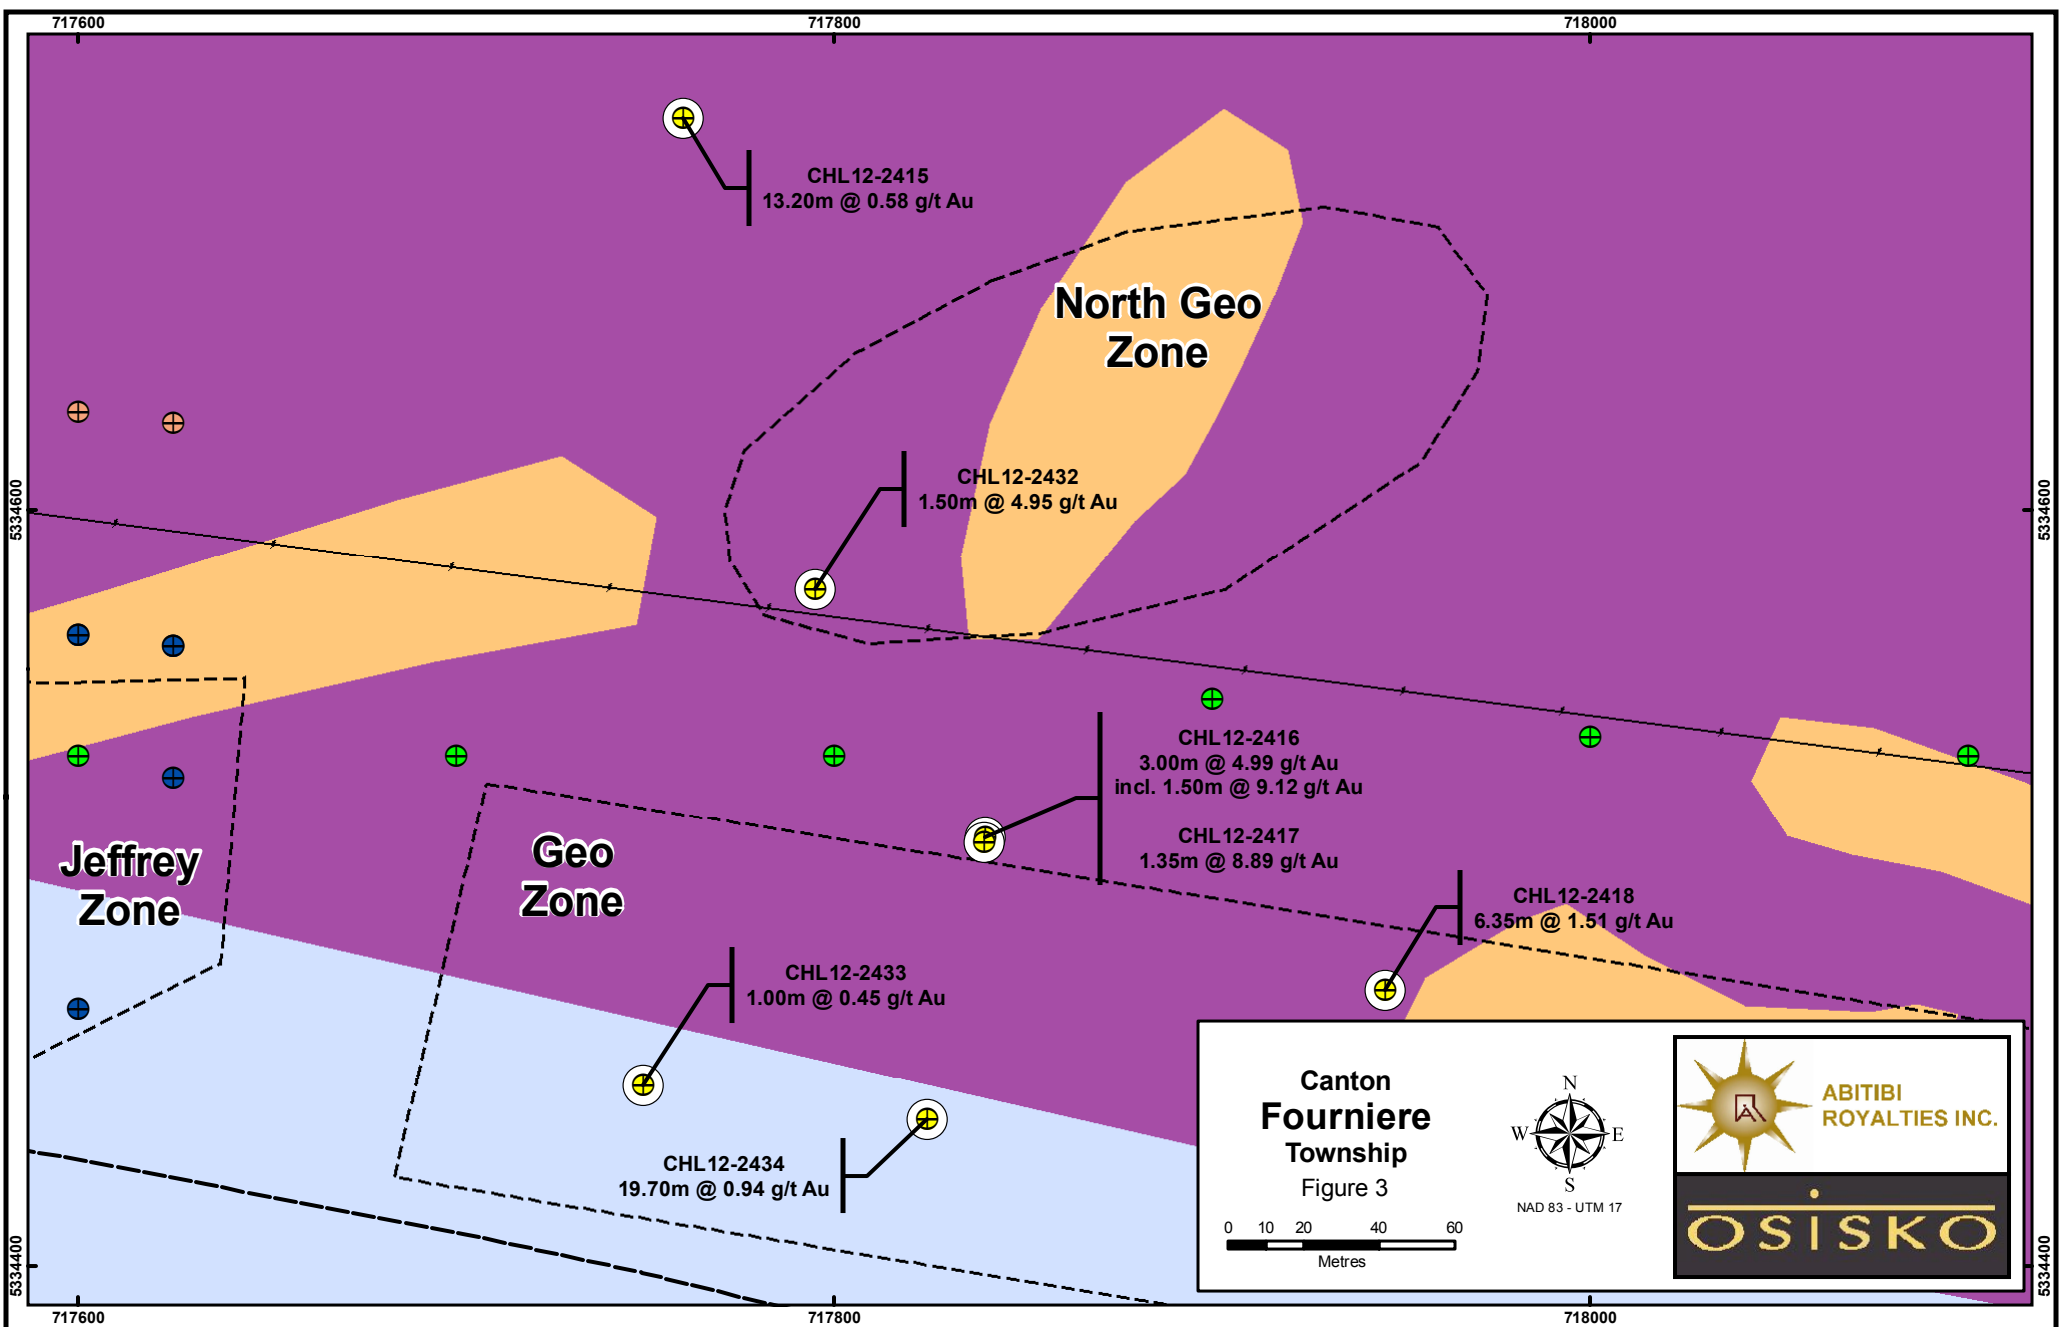 717600
717800
718000
CHL12-2415
13.20m @ 0.58 g/t Au
North Geo
Zone
CHL12-2432
1.50m @ 4.95 g/t Au
5334600
5334600
CHL12-2416
3.00m @ 4.99 g/t Au
incl. 1.50m @ 9.12 g/t Au
CHL12-2417
1.35m @ 8.89 g/t Au
Jeffrey
Zone
Geo
Zone
CHL12-2418
6.35m @ 1.51 g/t Au
CHL12-2433
1.00m @ 0.45 g/t Au
CHL12-2434
19.70m @ 0.94 g/t Au
Canton
Fourniere
Township
Figure 3
0 10 20 40 60
Metres
N
W E
S
NAD 83 - UTM 17
ABITIBI
ROYALTIES INC.
OSISKO
5334400
5334400
717600
717800
718000